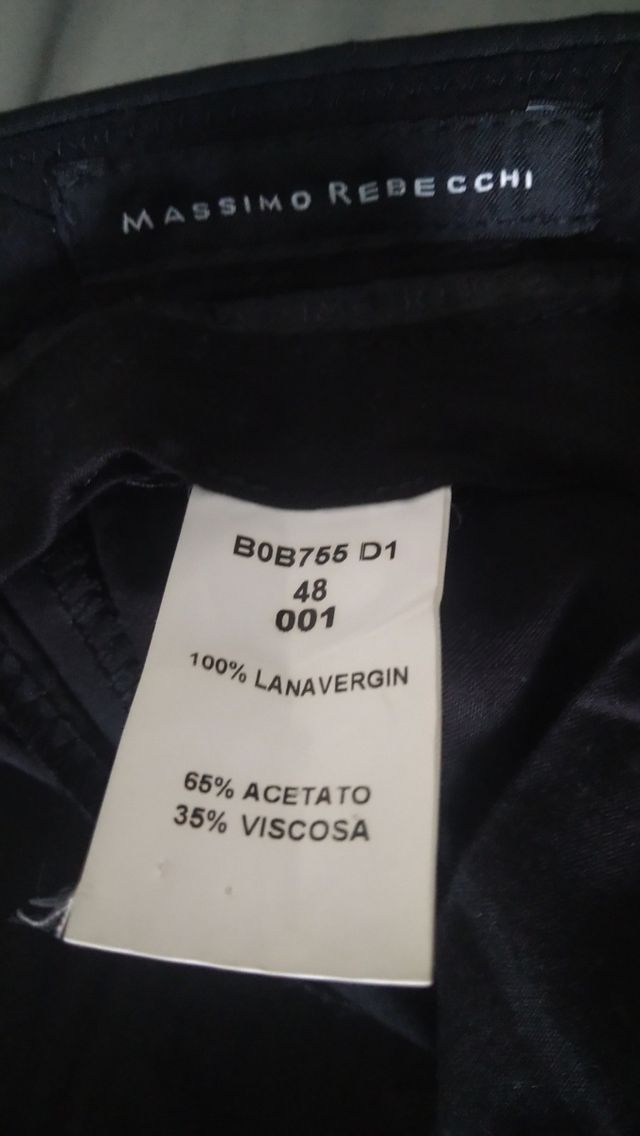 MASSIMO REBECCHI
B0B755 D1
48
001
100% LANAVERGIN
65% ACETATO
35% VISCOSA